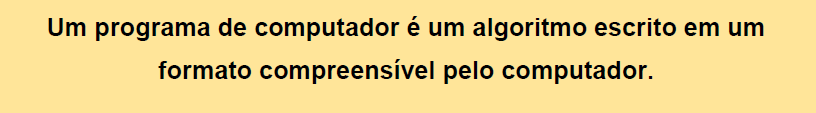 Um programa de computador é um algoritmo escrito em um
formato compreensível pelo computador.